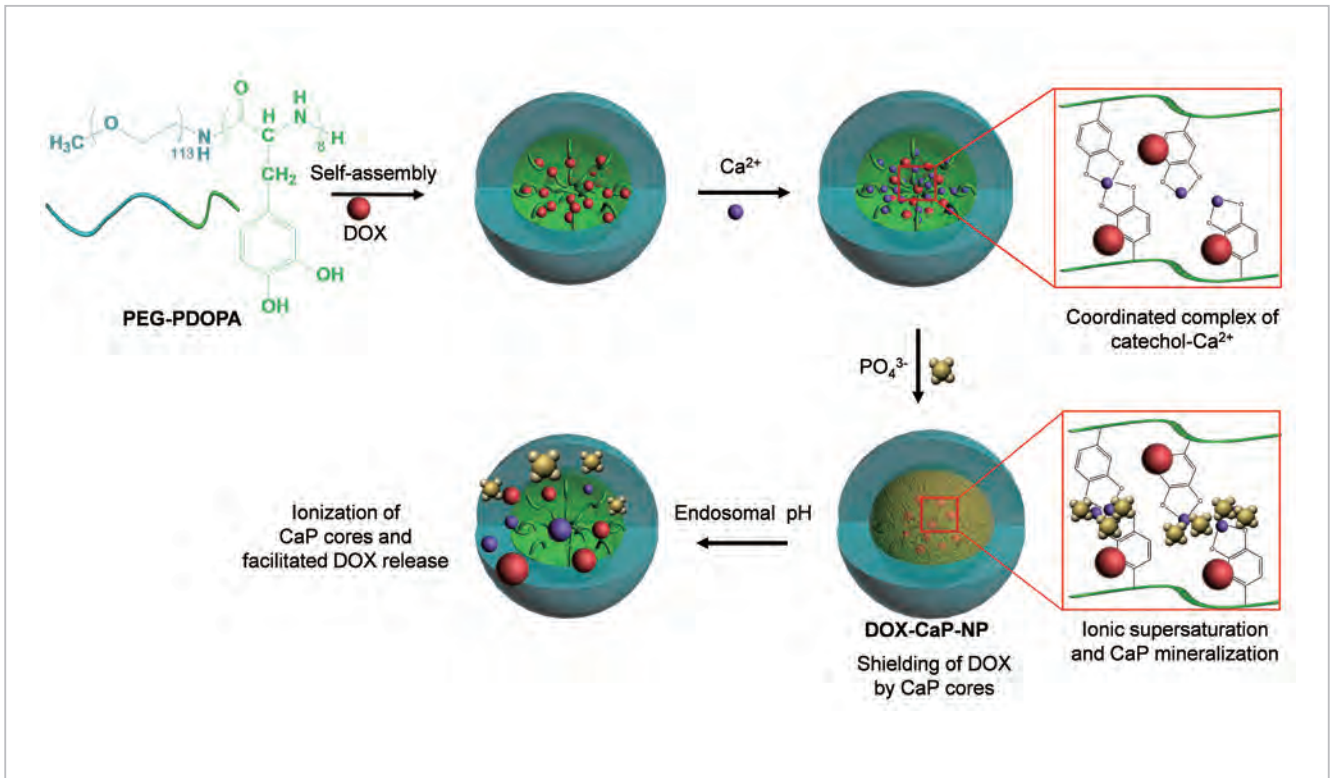 H₃C
O
113
N
H
O
H
C
H
N
8
H
CH₂
OH
OH
PEG-PDOPA
Self-assembly
DOX
Ca²⁺
Coordinated complex of
catechol-Ca²⁺
PO₄³⁻
Ionization of
CaP cores and
facilitated DOX release
Endosomal pH
DOX-CaP-NP
Shielding of DOX
by CaP cores
Ionic supersaturation
and CaP mineralization